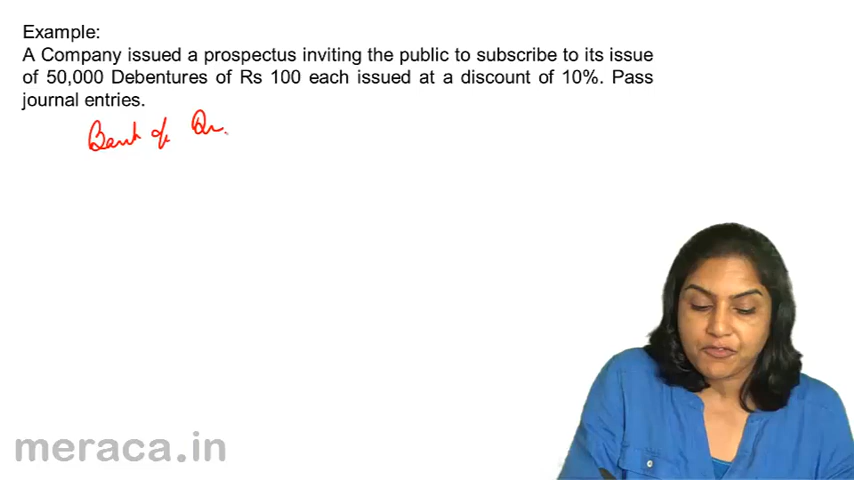 Example:
A Company issued a prospectus inviting the public to subscribe to its issue
of 50,000 Debentures of Rs 100 each issued at a discount of 10%. Pass
journal entries.
Bank a/c Dr.
meraca.in